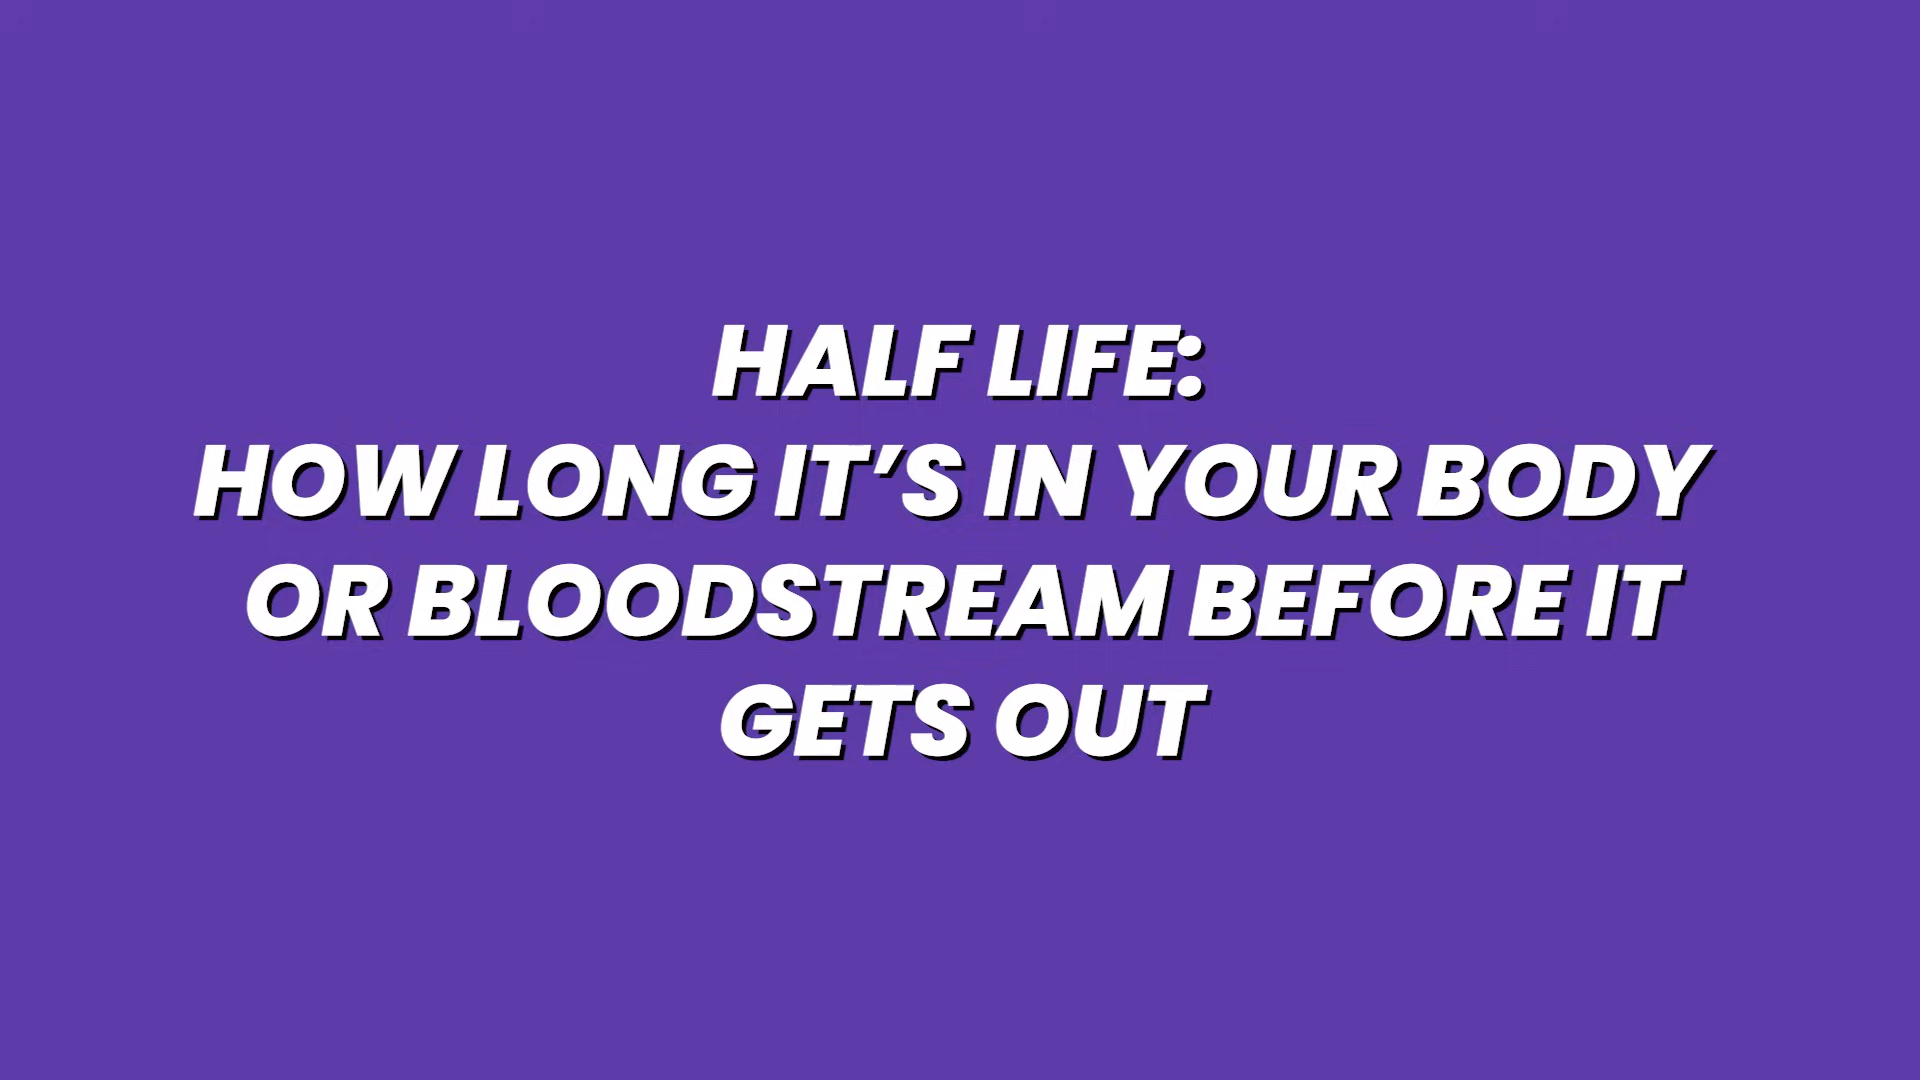 HALF LIFE:
HOW LONG IT’S IN YOUR BODY
OR BLOODSTREAM BEFORE IT
GETS OUT